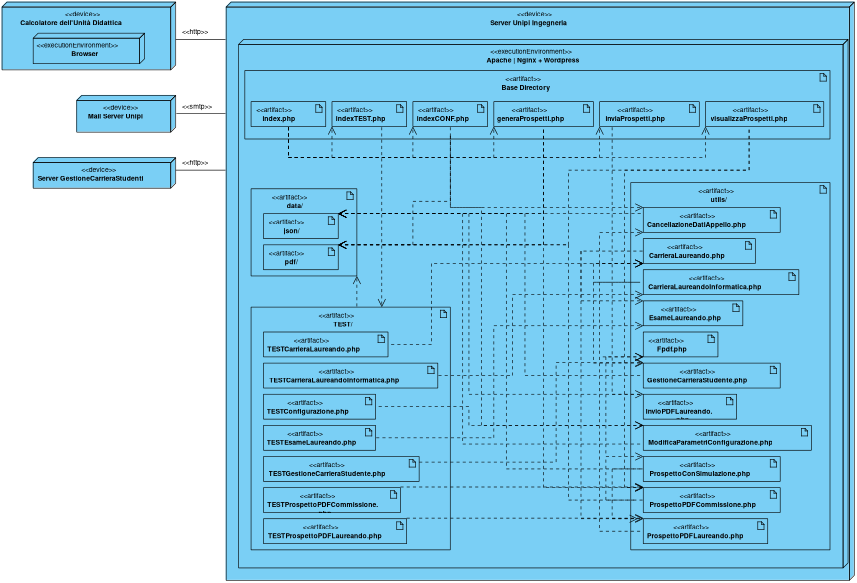 <<device>>
Calcolatore dell'Unità Didattica
<<executionEnvironment>>
Browser
<<http>>
<<device>>
Mail Server Unipi
<<smtp>>
<<device>>
Server GestioneCarrieraStudenti
<<http>>
<<device>>
Server Unipi Ingegneria
<<executionEnvironment>>
Apache | Nginx + Wordpress
<<artifact>>
Base Directory
<<artifact>>
index.php
<<artifact>>
indexTEST.php
<<artifact>>
indexCONF.php
<<artifact>>
generaProspetti.php
<<artifact>>
inviaProspetti.php
<<artifact>>
visualizzaProspetti.php
<<artifact>>
data/
<<artifact>>
json/
<<artifact>>
pdf/
<<artifact>>
TEST/
<<artifact>>
TESTCarrieraLaureando.php
<<artifact>>
TESTCarrieraLaureandoInformatica.php
<<artifact>>
TESTConfigurazione.php
<<artifact>>
TESTEsameLaureando.php
<<artifact>>
TESTGestioneCarrieraStudente.php
<<artifact>>
TESTProspettoPDFCommissione.
<<artifact>>
TESTProspettoPDFLaureando.php
<<artifact>>
utils/
<<artifact>>
CancellazioneDatiAppello.php
<<artifact>>
CarrieraLaureando.php
<<artifact>>
CarrieraLaureandoInformatica.php
<<artifact>>
EsameLaureando.php
<<artifact>>
Fpdf.php
<<artifact>>
GestioneCarrieraStudente.php
<<artifact>>
InvioPDFLaureando.
<<artifact>>
ModificaParametriConfigurazione.php
<<artifact>>
ProspettoConSimulazione.php
<<artifact>>
ProspettoPDFCommissione.php
<<artifact>>
ProspettoPDFLaureando.php